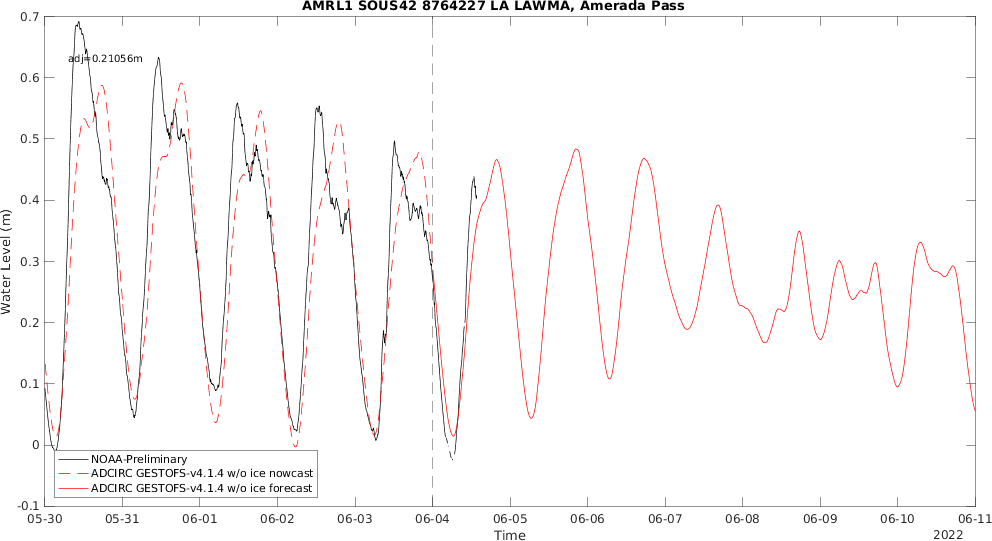 AMRL1 SOUS42 8764227 LA LAWMA, Amerada Pass
adj=0.21056m
Water Level (m)
0.7
0.6
0.5
0.4
0.3
0.2
0.1
0
-0.1
NOAA-Preliminary
ADCIRC GESTOFS-v4.1.4 w/o ice nowcast
ADCIRC GESTOFS-v4.1.4 w/o ice forecast
05-30 05-31 06-01 06-02 06-03 06-04 06-05 06-06 06-07 06-08 06-09 06-10 06-11
Time
2022